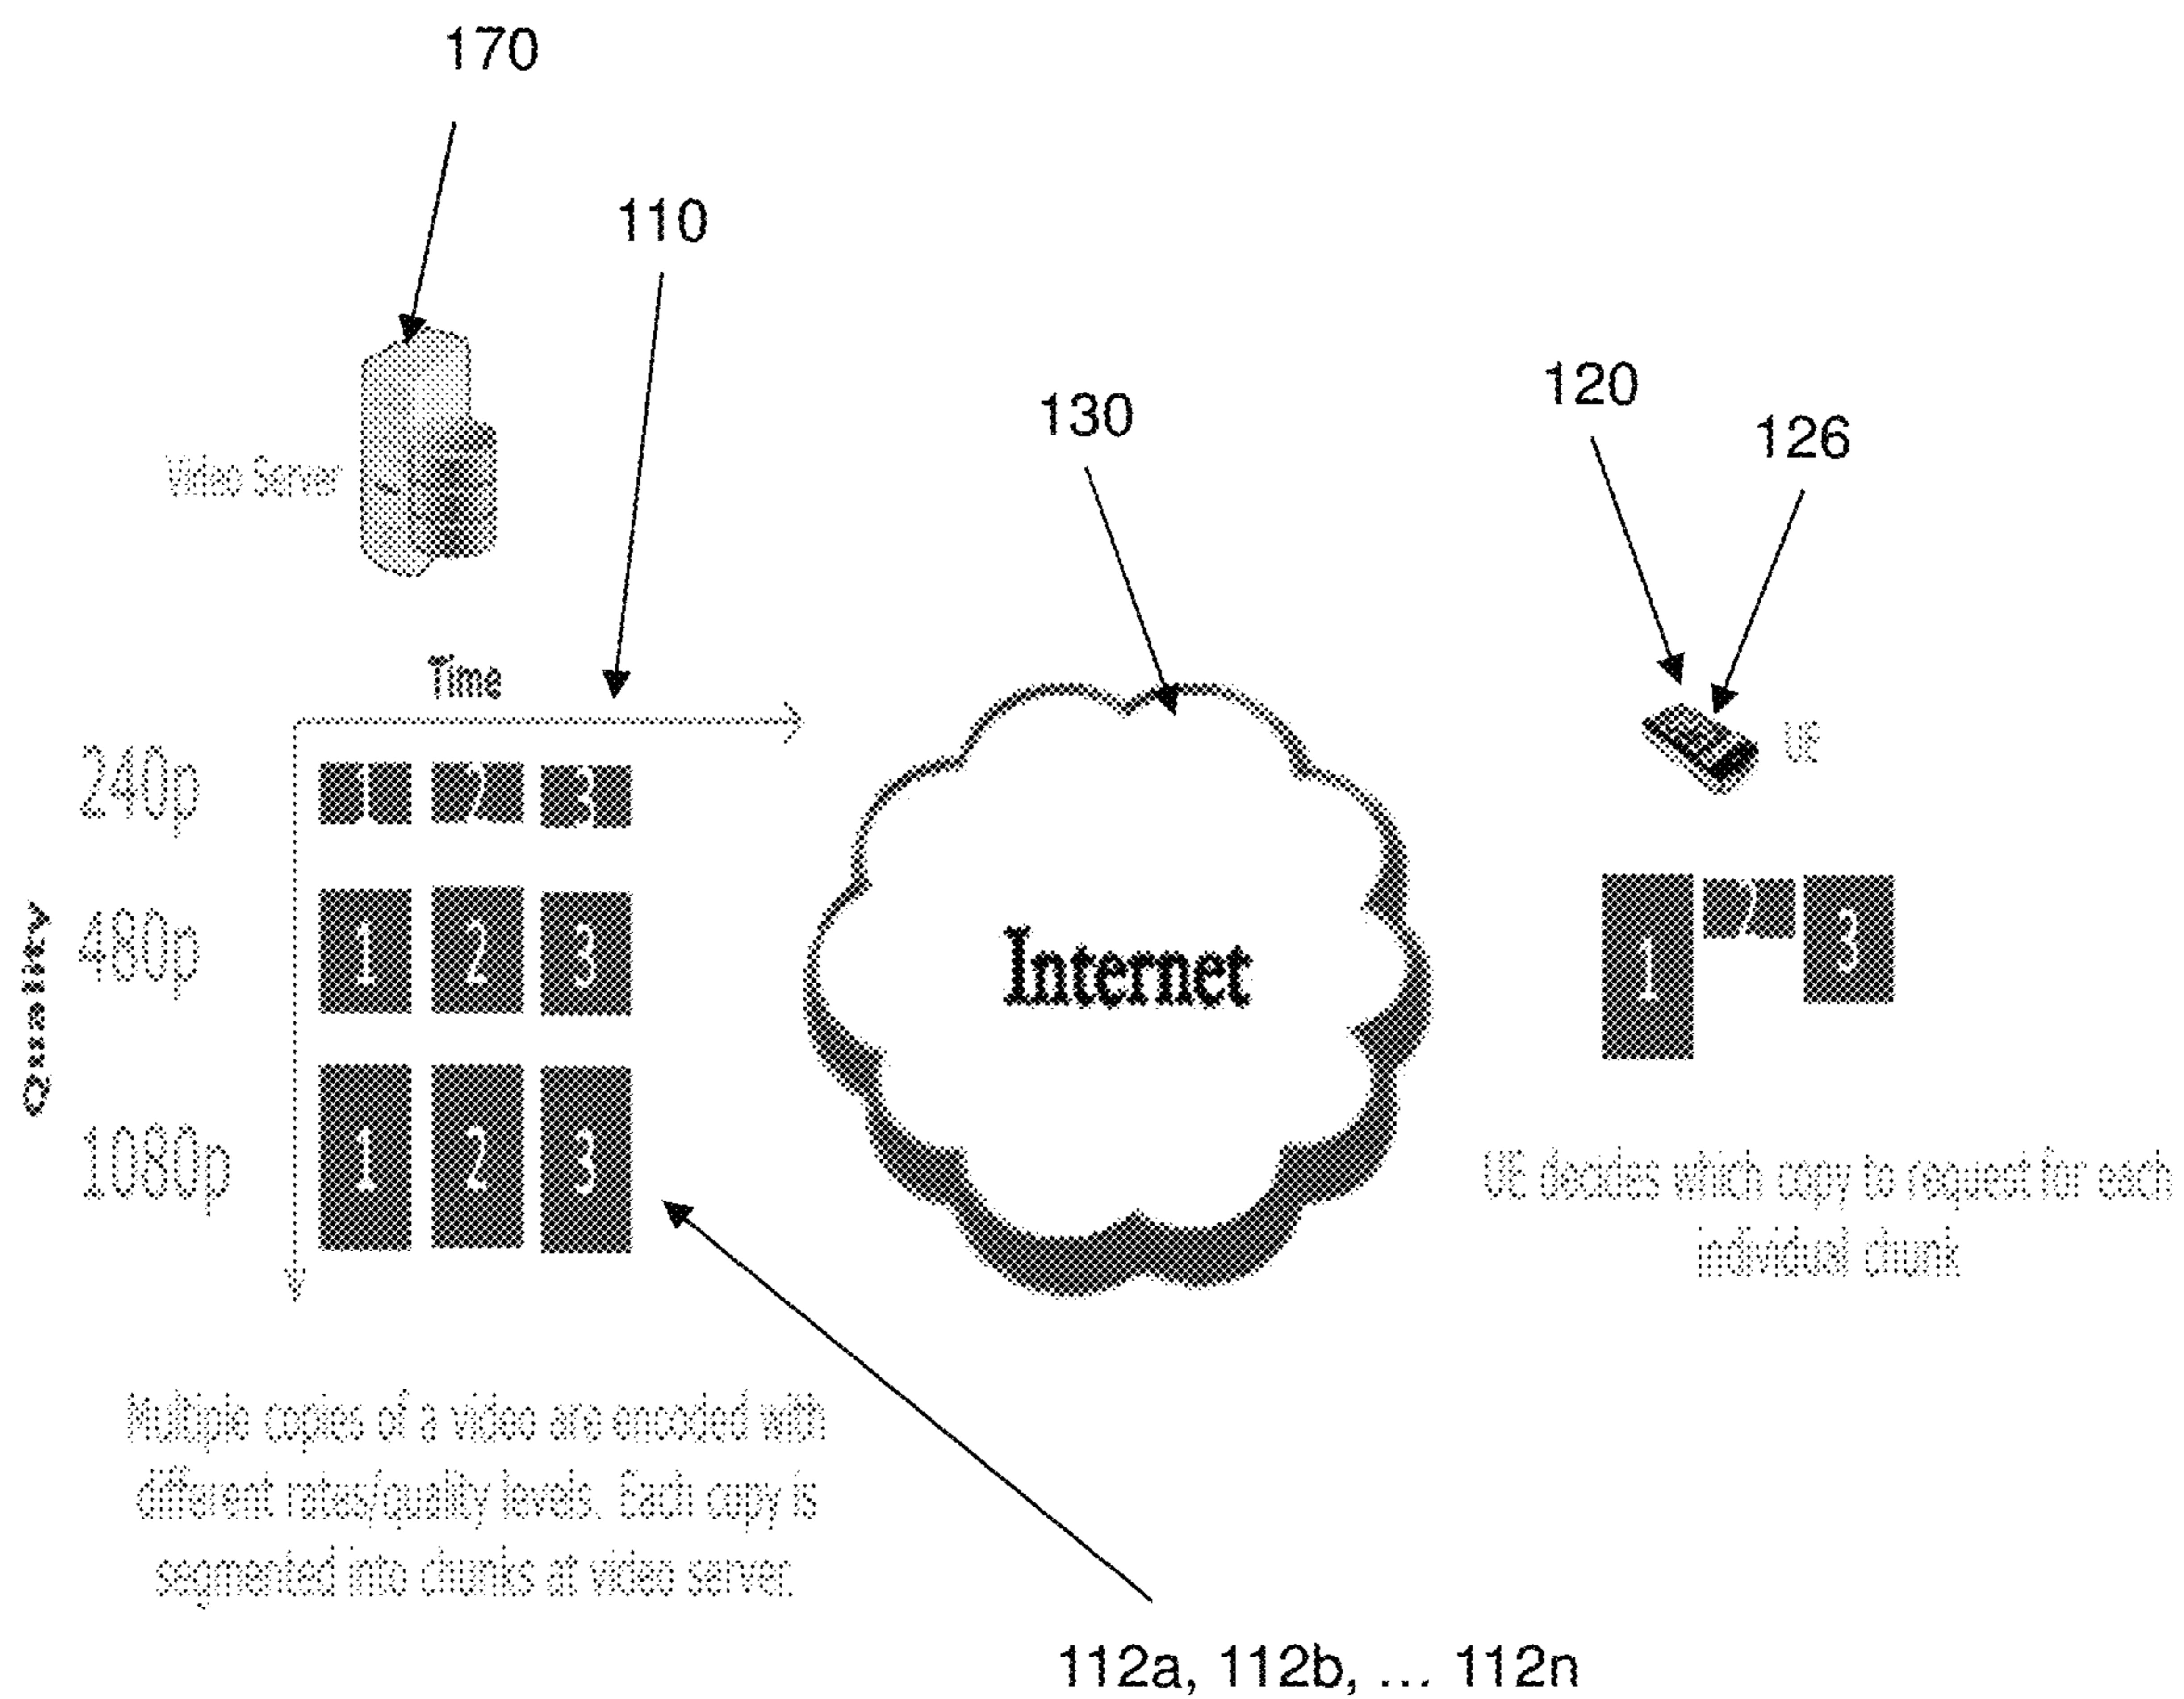 170
110
120
130
126
Video Server
Time
240p
1 2 3
UE
480p
1 2 3
1 2 3
Quality
Internet
1080p
1 2 3
UE decides which copy to request for each
individual chunk
Multiple copies of a video are encoded with
different rates/quality levels. Each copy is
segmented into chunks at video server.
112a, 112b, ... 112n